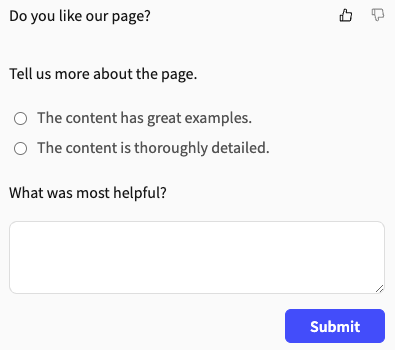 Do you like our page?
Tell us more about the page.
The content has great examples.
The content is thoroughly detailed.
What was most helpful?
Submit